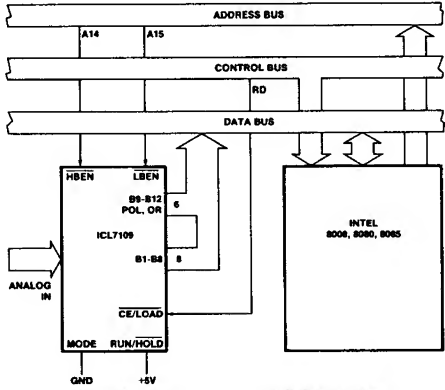 ADDRESS BUS
A14
A15
CONTROL BUS
RD
DATA BUS
HBEN
LBEN
B9-B12
POL, OR
6
ICL7109
B1-B8
8
ANALOG
IN
CE/LOAD
MODE
RUN/HOLD
GND
+5V
INTEL
8008, 8080, 8085